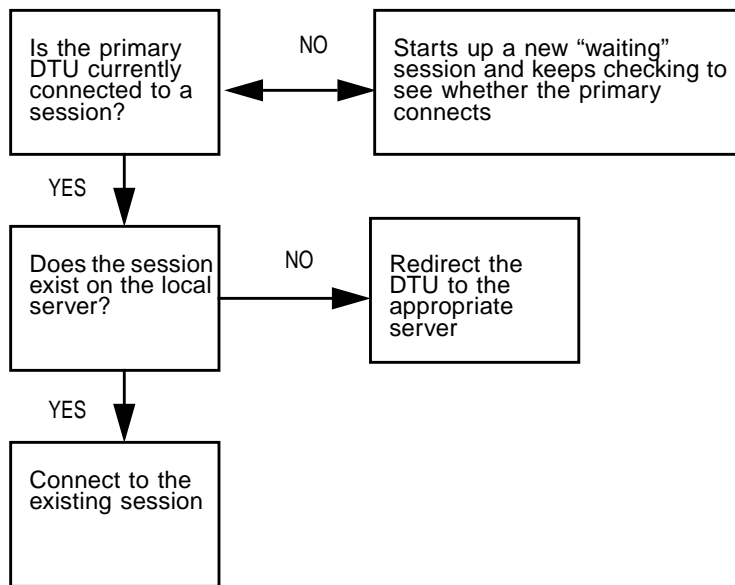 Is the primary
DTU currently
connected to a
session?
NO
Starts up a new “waiting”
session and keeps checking to
see whether the primary
connects
YES
Does the session
exist on the local
server?
NO
Redirect the
DTU to the
appropriate
server
YES
Connect to the
existing session